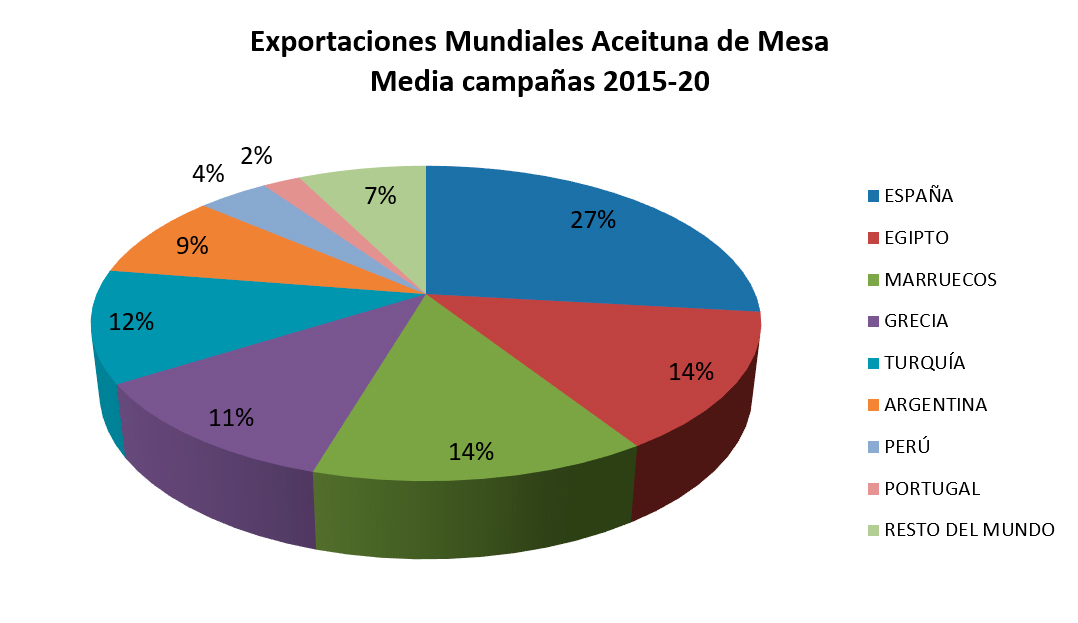 Exportaciones Mundiales Aceituna de Mesa
Media campañas 2015-20
2%
4%
7%
27%
9%
12%
14%
11%
14%
ESPAÑA
EGIPTO
MARRUECOS
GRECIA
TURQUÍA
ARGENTINA
PERÚ
PORTUGAL
RESTO DEL MUNDO